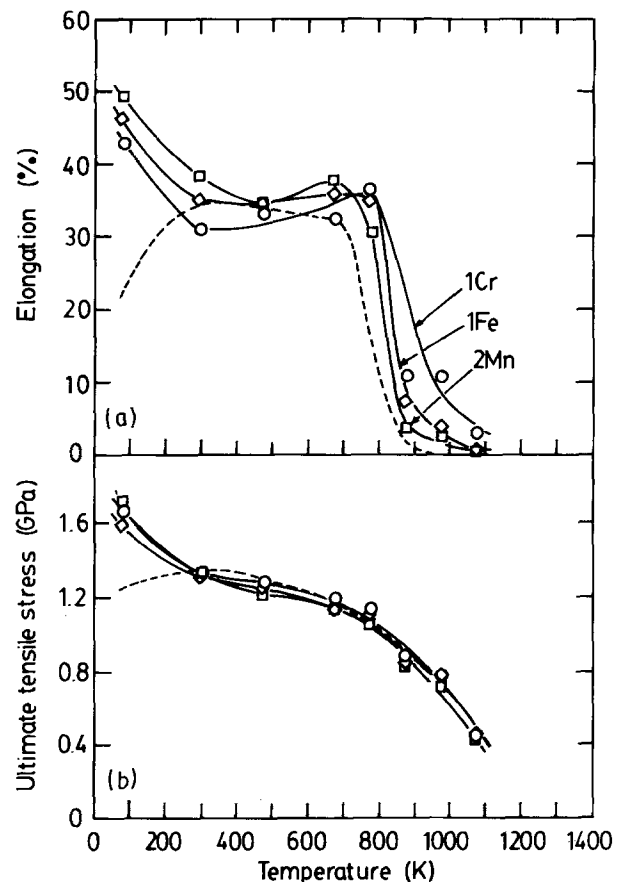 60
50
40
30
20
10
0
Elongation (%)
1Cr
1Fe
2Mn
(a)
1.6
1.2
0.8
0.4
0
Ultimate tensile stress (GPa)
(b)
0 200 400 600 800 1000 1200 1400
Temperature (K)